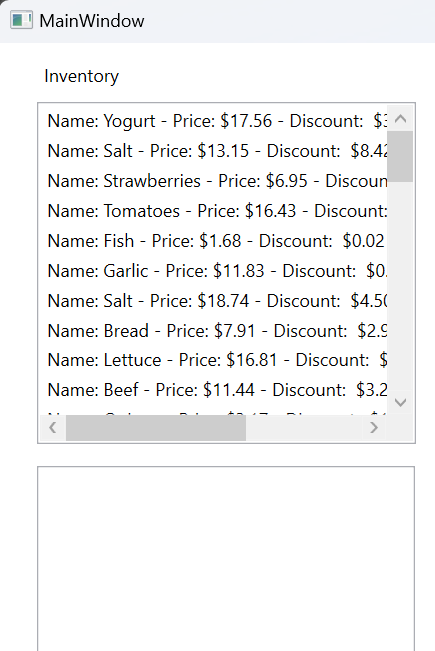 MainWindow
Inventory
Name: Yogurt - Price: $17.56 - Discount:
Name: Salt - Price: $13.15 - Discount: $8.42
Name: Strawberries - Price: $6.95 - Discoun
Name: Tomatoes - Price: $16.43 - Discount:
Name: Fish - Price: $1.68 - Discount: $0.02
Name: Garlic - Price: $11.83 - Discount: $0.
Name: Salt - Price: $18.74 - Discount: $4.50
Name: Bread - Price: $7.91 - Discount: $2.9
Name: Lettuce - Price: $16.81 - Discount: $
Name: Beef - Price: $11.44 - Discount: $3.2